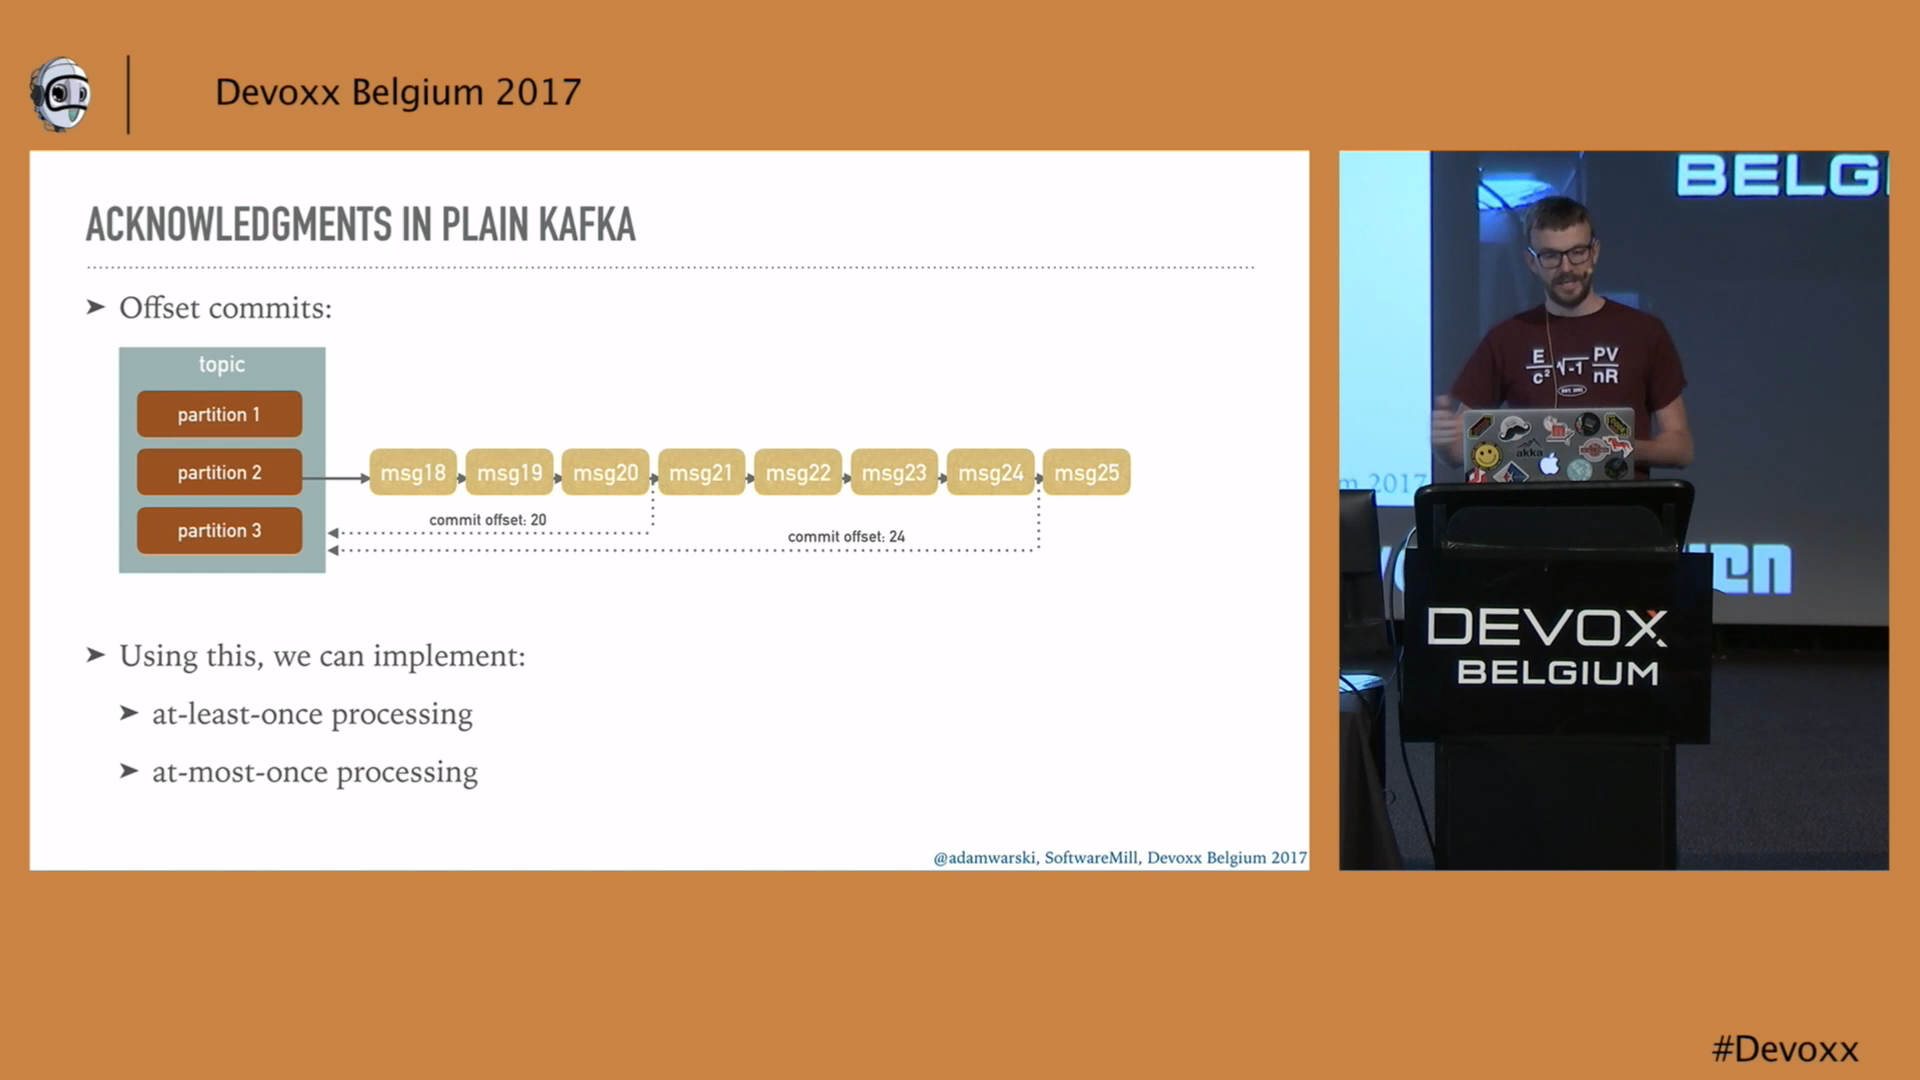 Devoxx Belgium 2017
ACKNOWLEDGMENTS IN PLAIN KAFKA
➤ Offset commits:
topic
partition 1
partition 2
partition 3
msg18
msg19
msg20
msg21
msg22
msg23
msg24
msg25
commit offset: 20
commit offset: 24
➤ Using this, we can implement:
➤ at-least-once processing
➤ at-most-once processing
@adamwarski, SoftwareMill, Devoxx Belgium 2017
BELG
E
c²
√-1
PV
nR
akka
m 2017
DEVOXX
BELGIUM
#Devoxx